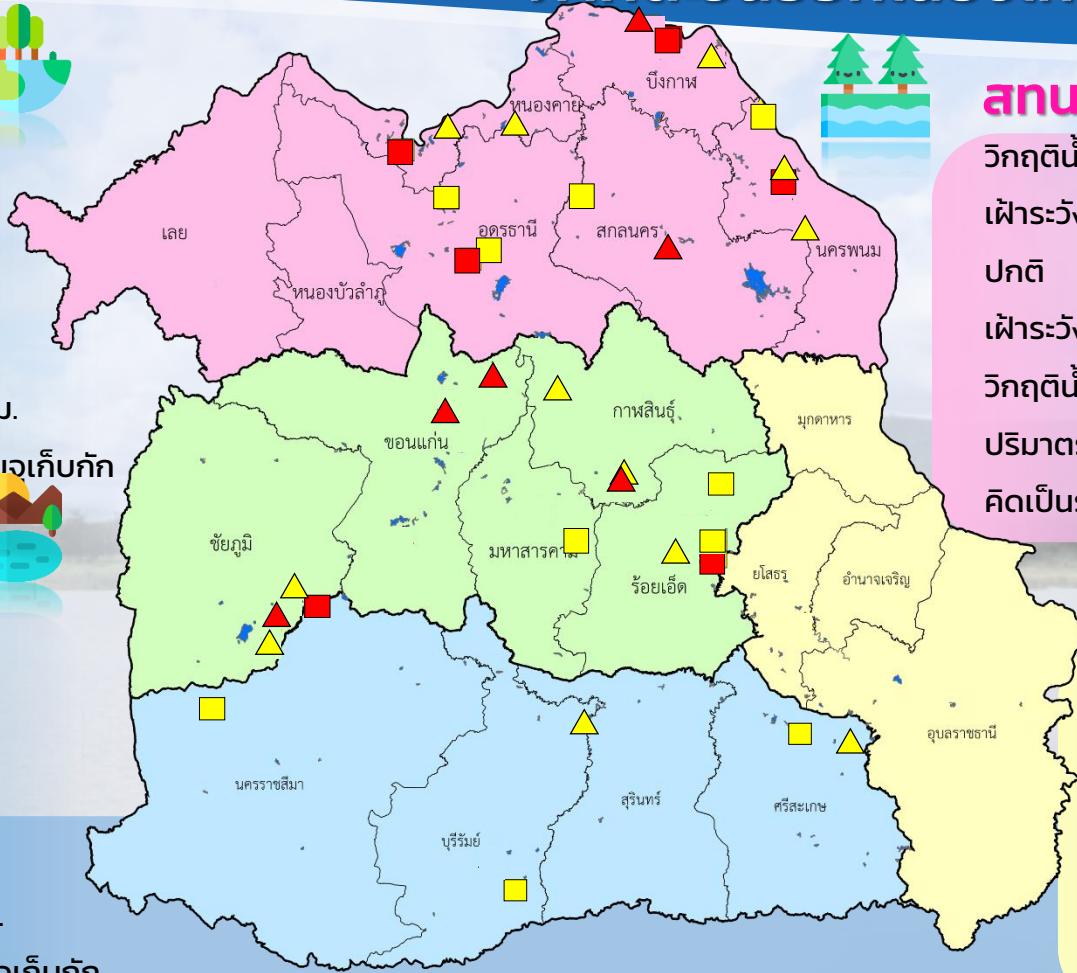 สทน
บึงกาฬ
วิกฤติน้ำ
หนองคาย
เฝ้าระวัง
เลย
อุดรธานี
สกลนคร
นครพนม
ปกติ
หนองบัวลำภู
เฝ้าระวัง
วิกฤติน้ำ
ม.
กาฬสินธุ์
มุกดาหาร
ขอนแก่น
ปริมาตร
จเก็บกัก
คิดเป็นร
ชัยภูมิ
มหาสารคาม
ยโสธร
อำนาจเจริญ
ร้อยเอ็ด
อุบลราชธานี
นครราชสีมา
สุรินทร์
ศรีสะเกษ
บุรีรัมย์